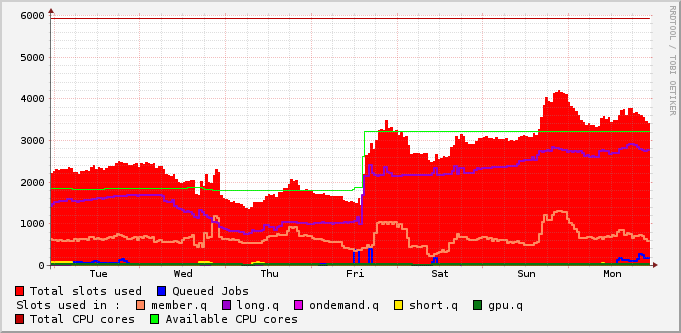 6000
5000
4000
3000
2000
1000
0
Tue Wed Thu Fri Sat Sun Mon
RRDTOOL / TOBI OETIKER
Total slots used Queued Jobs
Slots used in : member.q long.q ondemand.q short.q gpu.q
Total CPU cores Available CPU cores